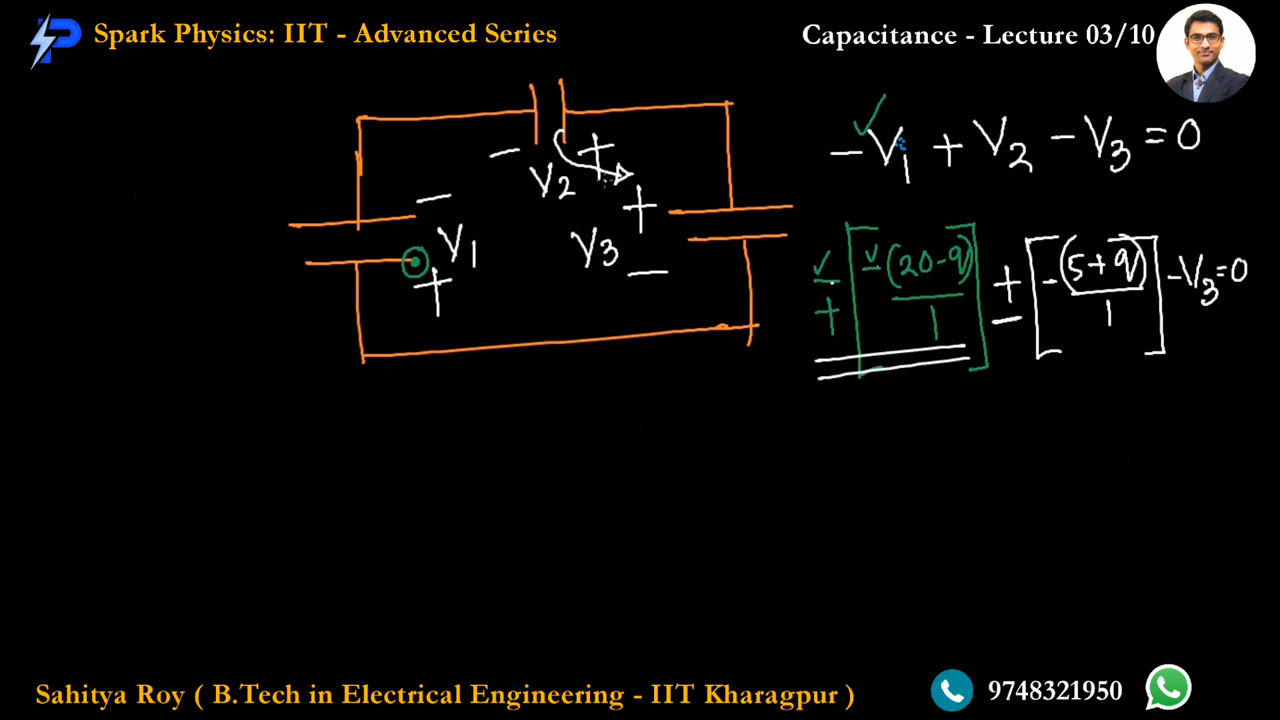 Spark Physics: IIT - Advanced Series
Capacitance - Lecture 03/10
- V1 + V2 - V3 = 0
- V2 +
- V1 +
+ V3 -
+ [-(20-q)/1] ± [-(5+q)/1] - V3 = 0
Sahitya Roy ( B.Tech in Electrical Engineering - IIT Kharagpur )
9748321950